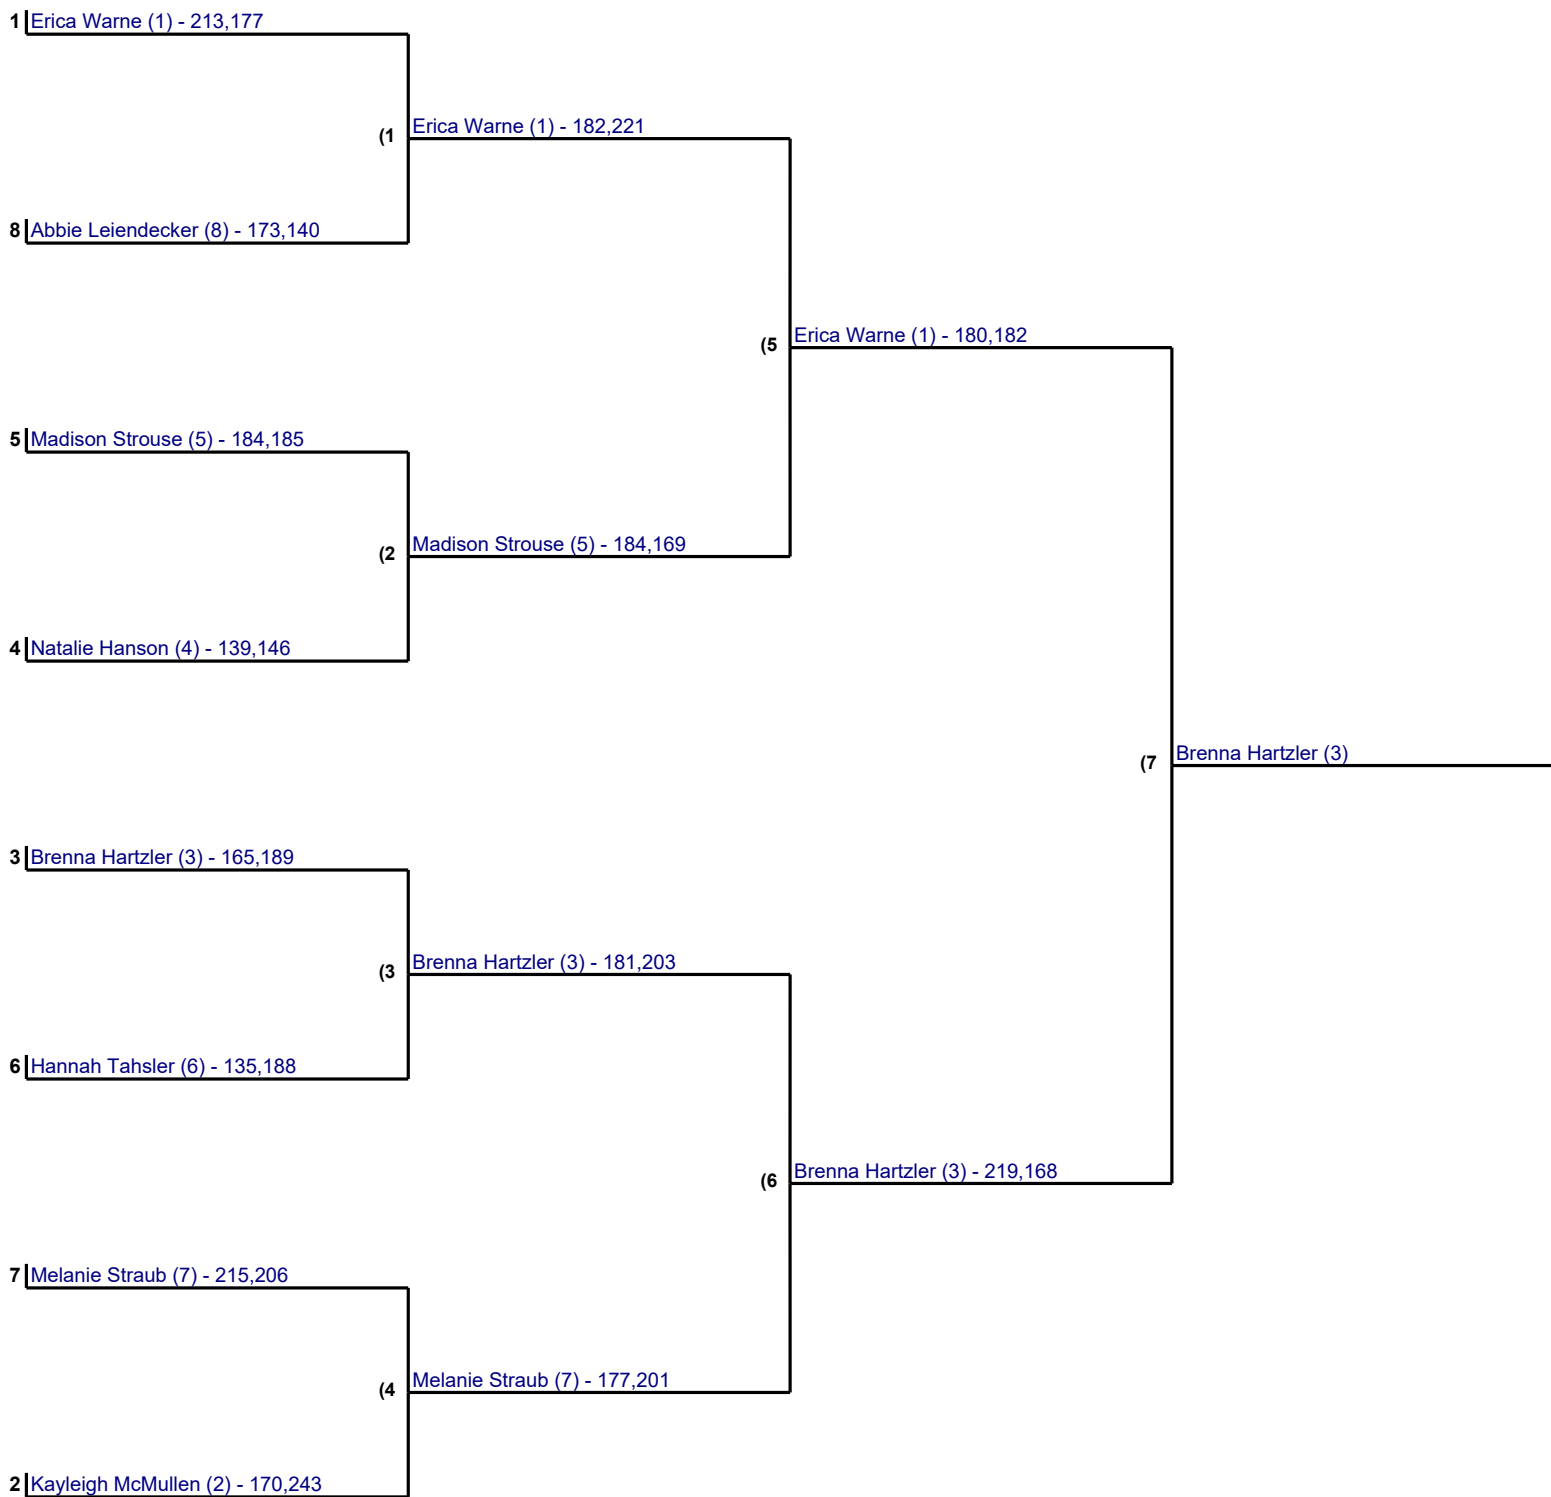 1 Erica Warne (1) - 213,177
(1 Erica Warne (1) - 182,221
8 Abbie Leiendecker (8) - 173,140
(5 Erica Warne (1) - 180,182
5 Madison Strouse (5) - 184,185
(2 Madison Strouse (5) - 184,169
4 Natalie Hanson (4) - 139,146
(7 Brenna Hartzler (3)
3 Brenna Hartzler (3) - 165,189
(3 Brenna Hartzler (3) - 181,203
6 Hannah Tahsler (6) - 135,188
(6 Brenna Hartzler (3) - 219,168
7 Melanie Straub (7) - 215,206
(4 Melanie Straub (7) - 177,201
2 Kayleigh McMullen (2) - 170,243